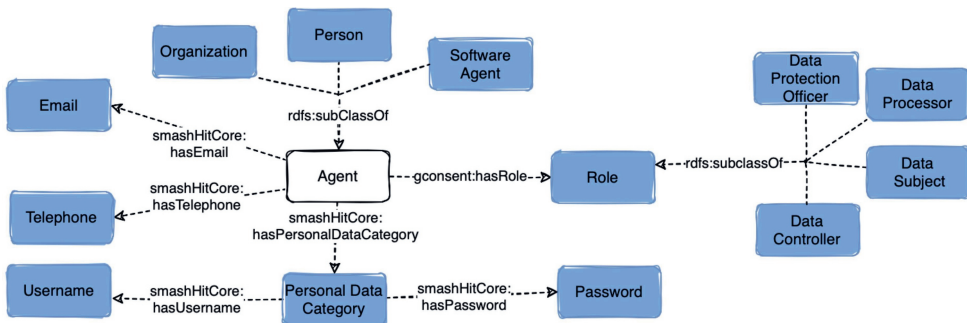 Person
Organization
Software
Agent
Data
Protection
Officer
Data
Processor
Email
rdfs:subClassOf
smashHitCore:
hasEmail
rdfs:subclassOf
Agent
gconsent:hasRole
Role
Data
Subject
smashHitCore:
hasTelephone
Telephone
smashHitCore:
hasPersonalDataCategory
Data
Controller
Username
smashHitCore:
hasUsername
Personal Data
Category
smashHitCore:
hasPassword
Password